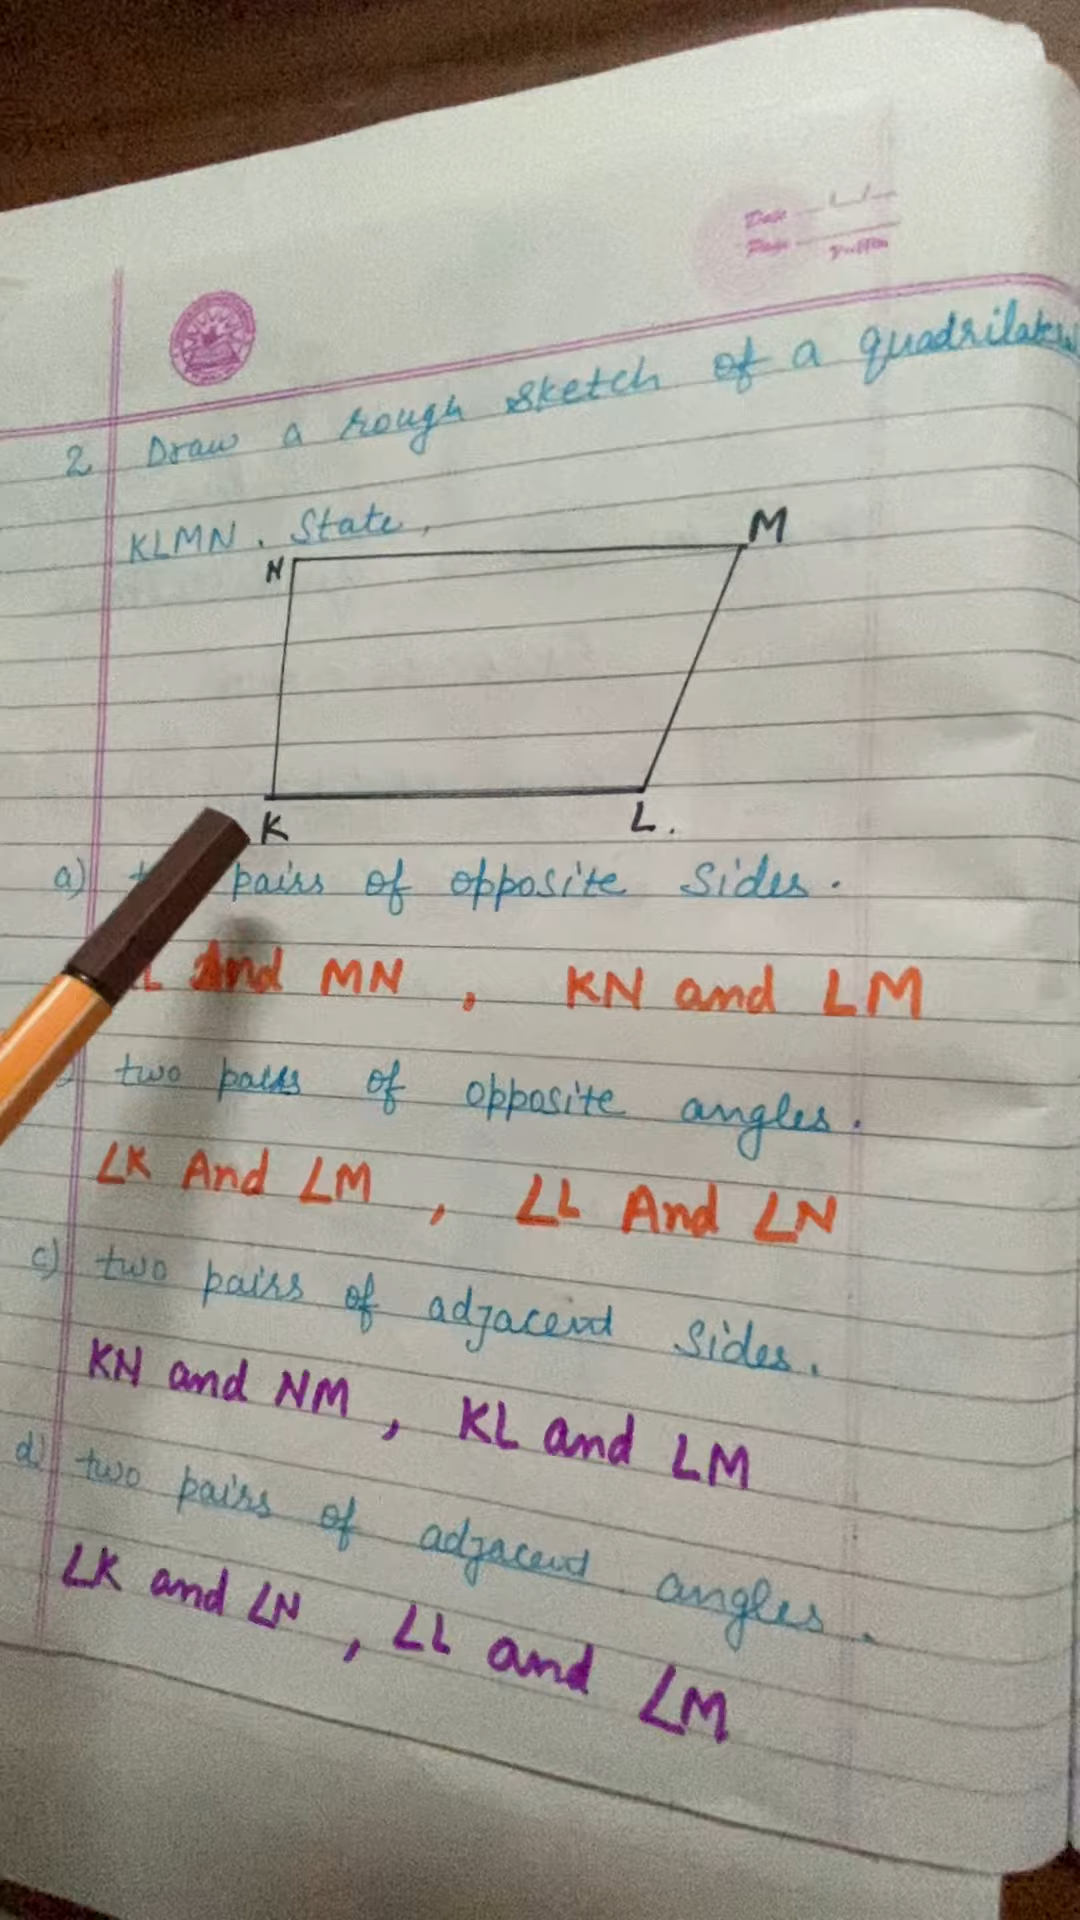 Date
Page
2 Draw a rough sketch of a quadrilateral
KLMN. State,
N M
K L.
a) pairs of opposite sides.
L And MN , KN and LM
two pairs of opposite angles.
∠K And ∠M , ∠L And ∠N
c) two pairs of adjacent sides.
KN and NM , KL and LM
d) two pairs of adjacent angles.
∠K and ∠N , ∠L and ∠M